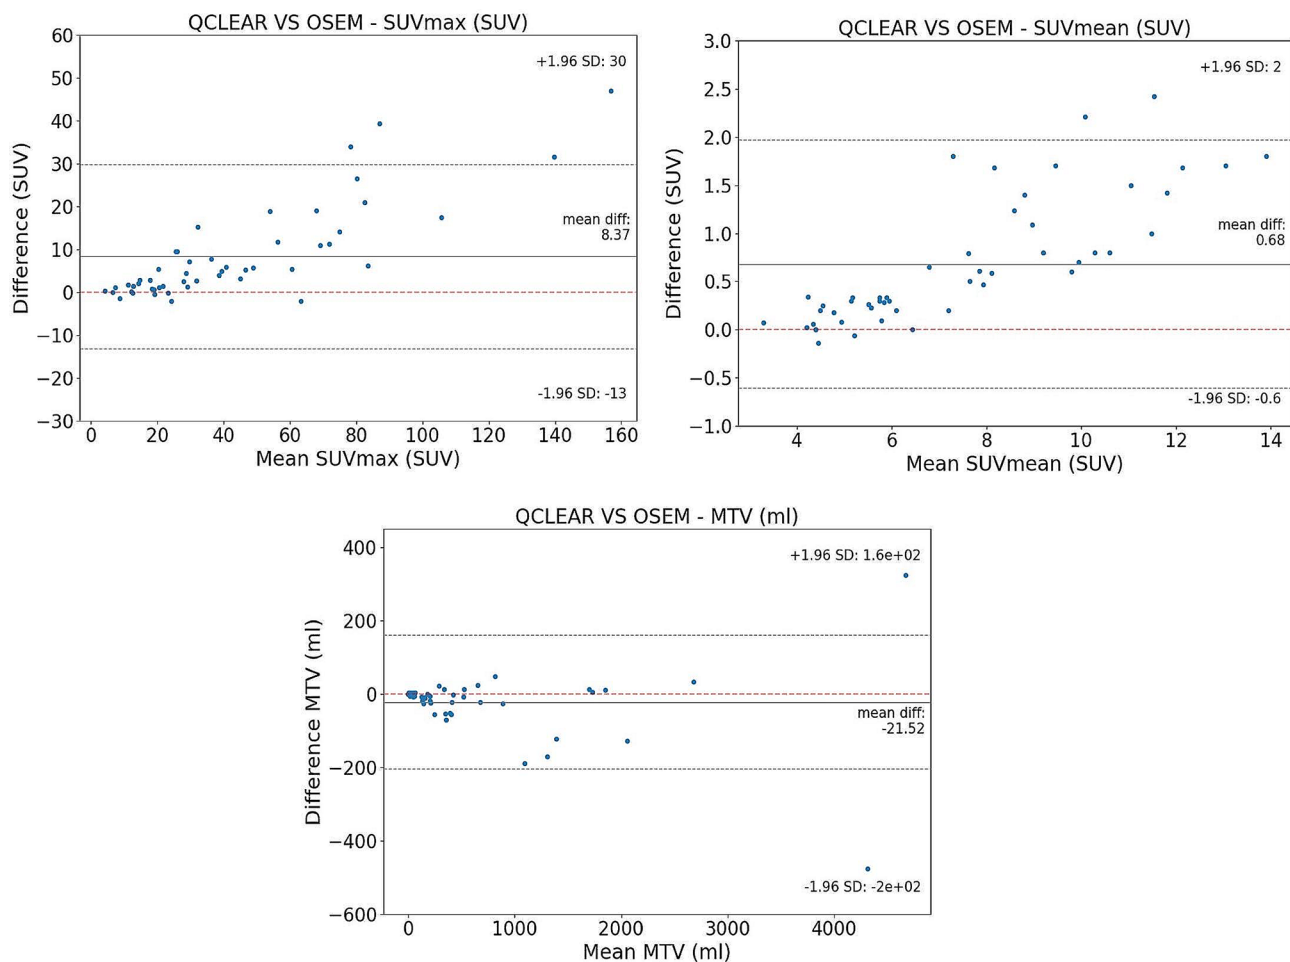 QCLEAR VS OSEM - SUVmax (SUV)
60
50
40
30
20
10
0
−10
−20
−30
Difference (SUV)
+1.96 SD: 30
mean diff:
8.37
-1.96 SD: -13
0
20
40
60
80
100
120
140
160
Mean SUVmax (SUV)
QCLEAR VS OSEM - SUVmean (SUV)
3.0
2.5
2.0
1.5
1.0
0.5
0.0
−0.5
−1.0
Difference (SUV)
+1.96 SD: 2
mean diff:
0.68
-1.96 SD: -0.6
4
6
8
10
12
14
Mean SUVmean (SUV)
QCLEAR VS OSEM - MTV (ml)
400
200
0
−200
−400
−600
Difference MTV (ml)
+1.96 SD: 1.6e+02
mean diff:
-21.52
-1.96 SD: -2e+02
0
1000
2000
3000
4000
Mean MTV (ml)